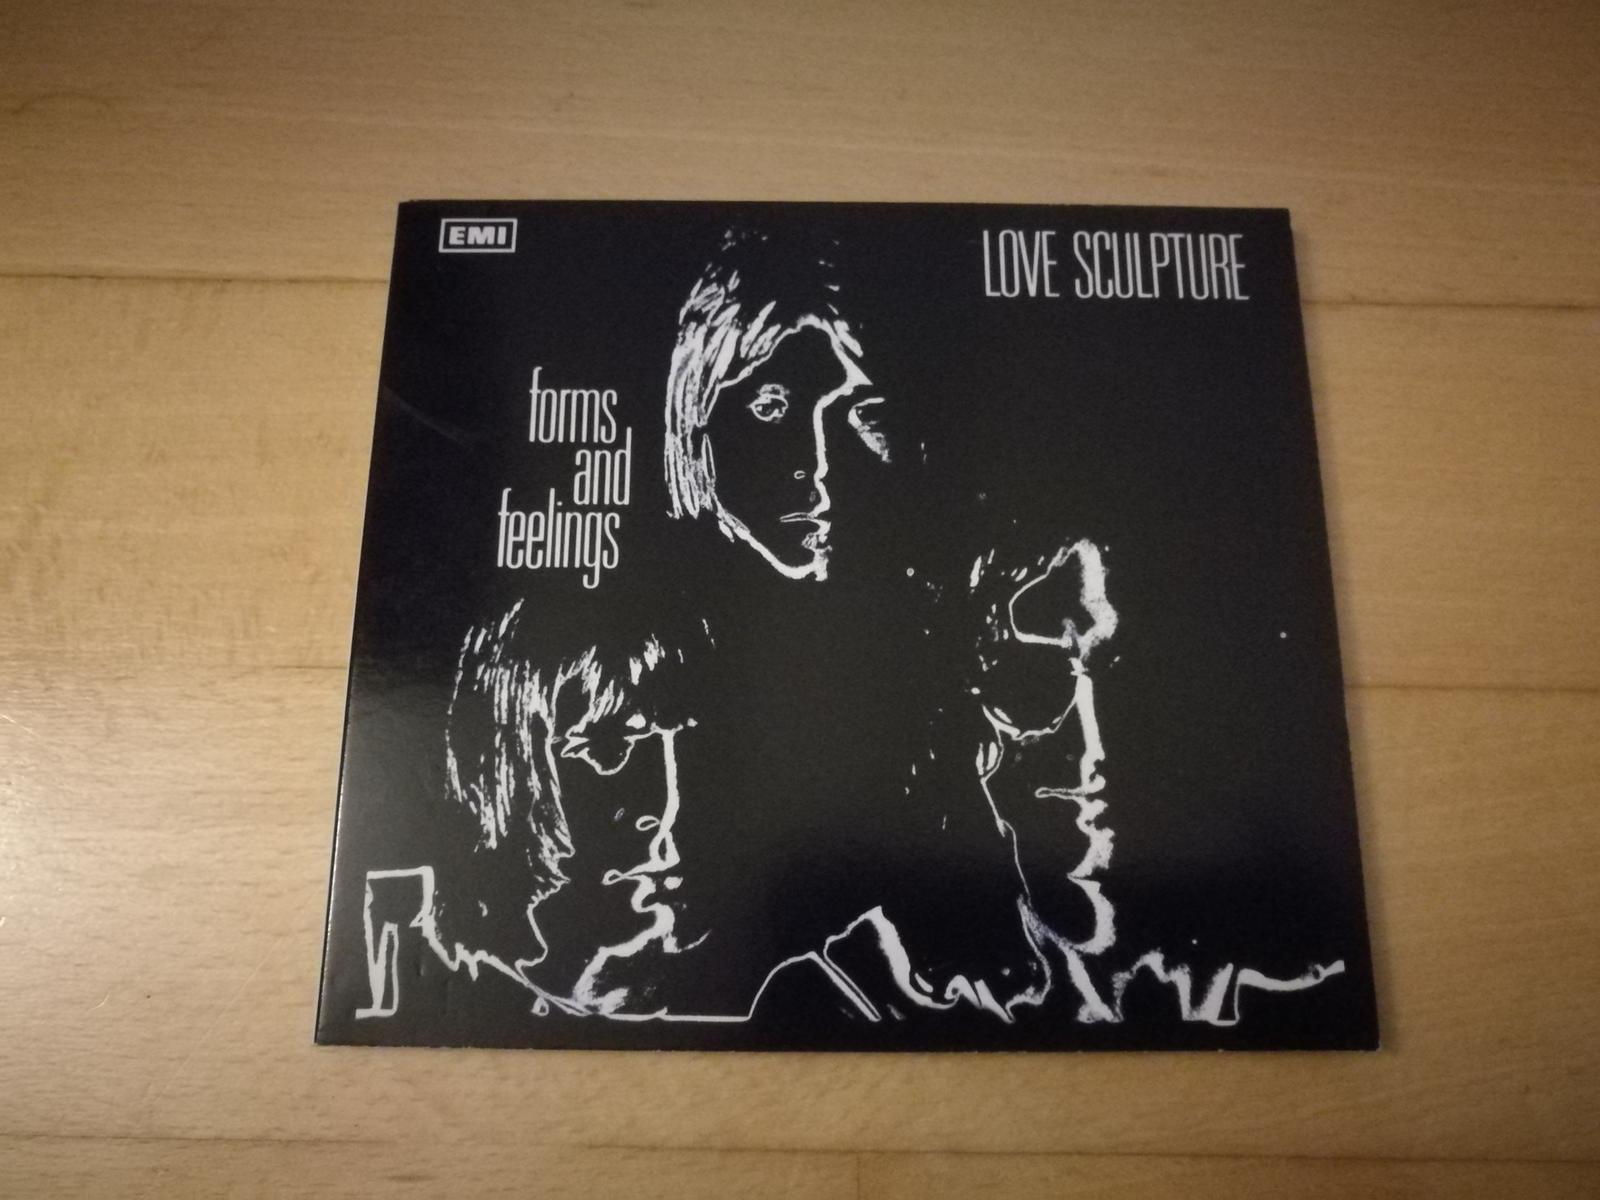 EMI
LOVE SCULPTURE
forms
and
feelings